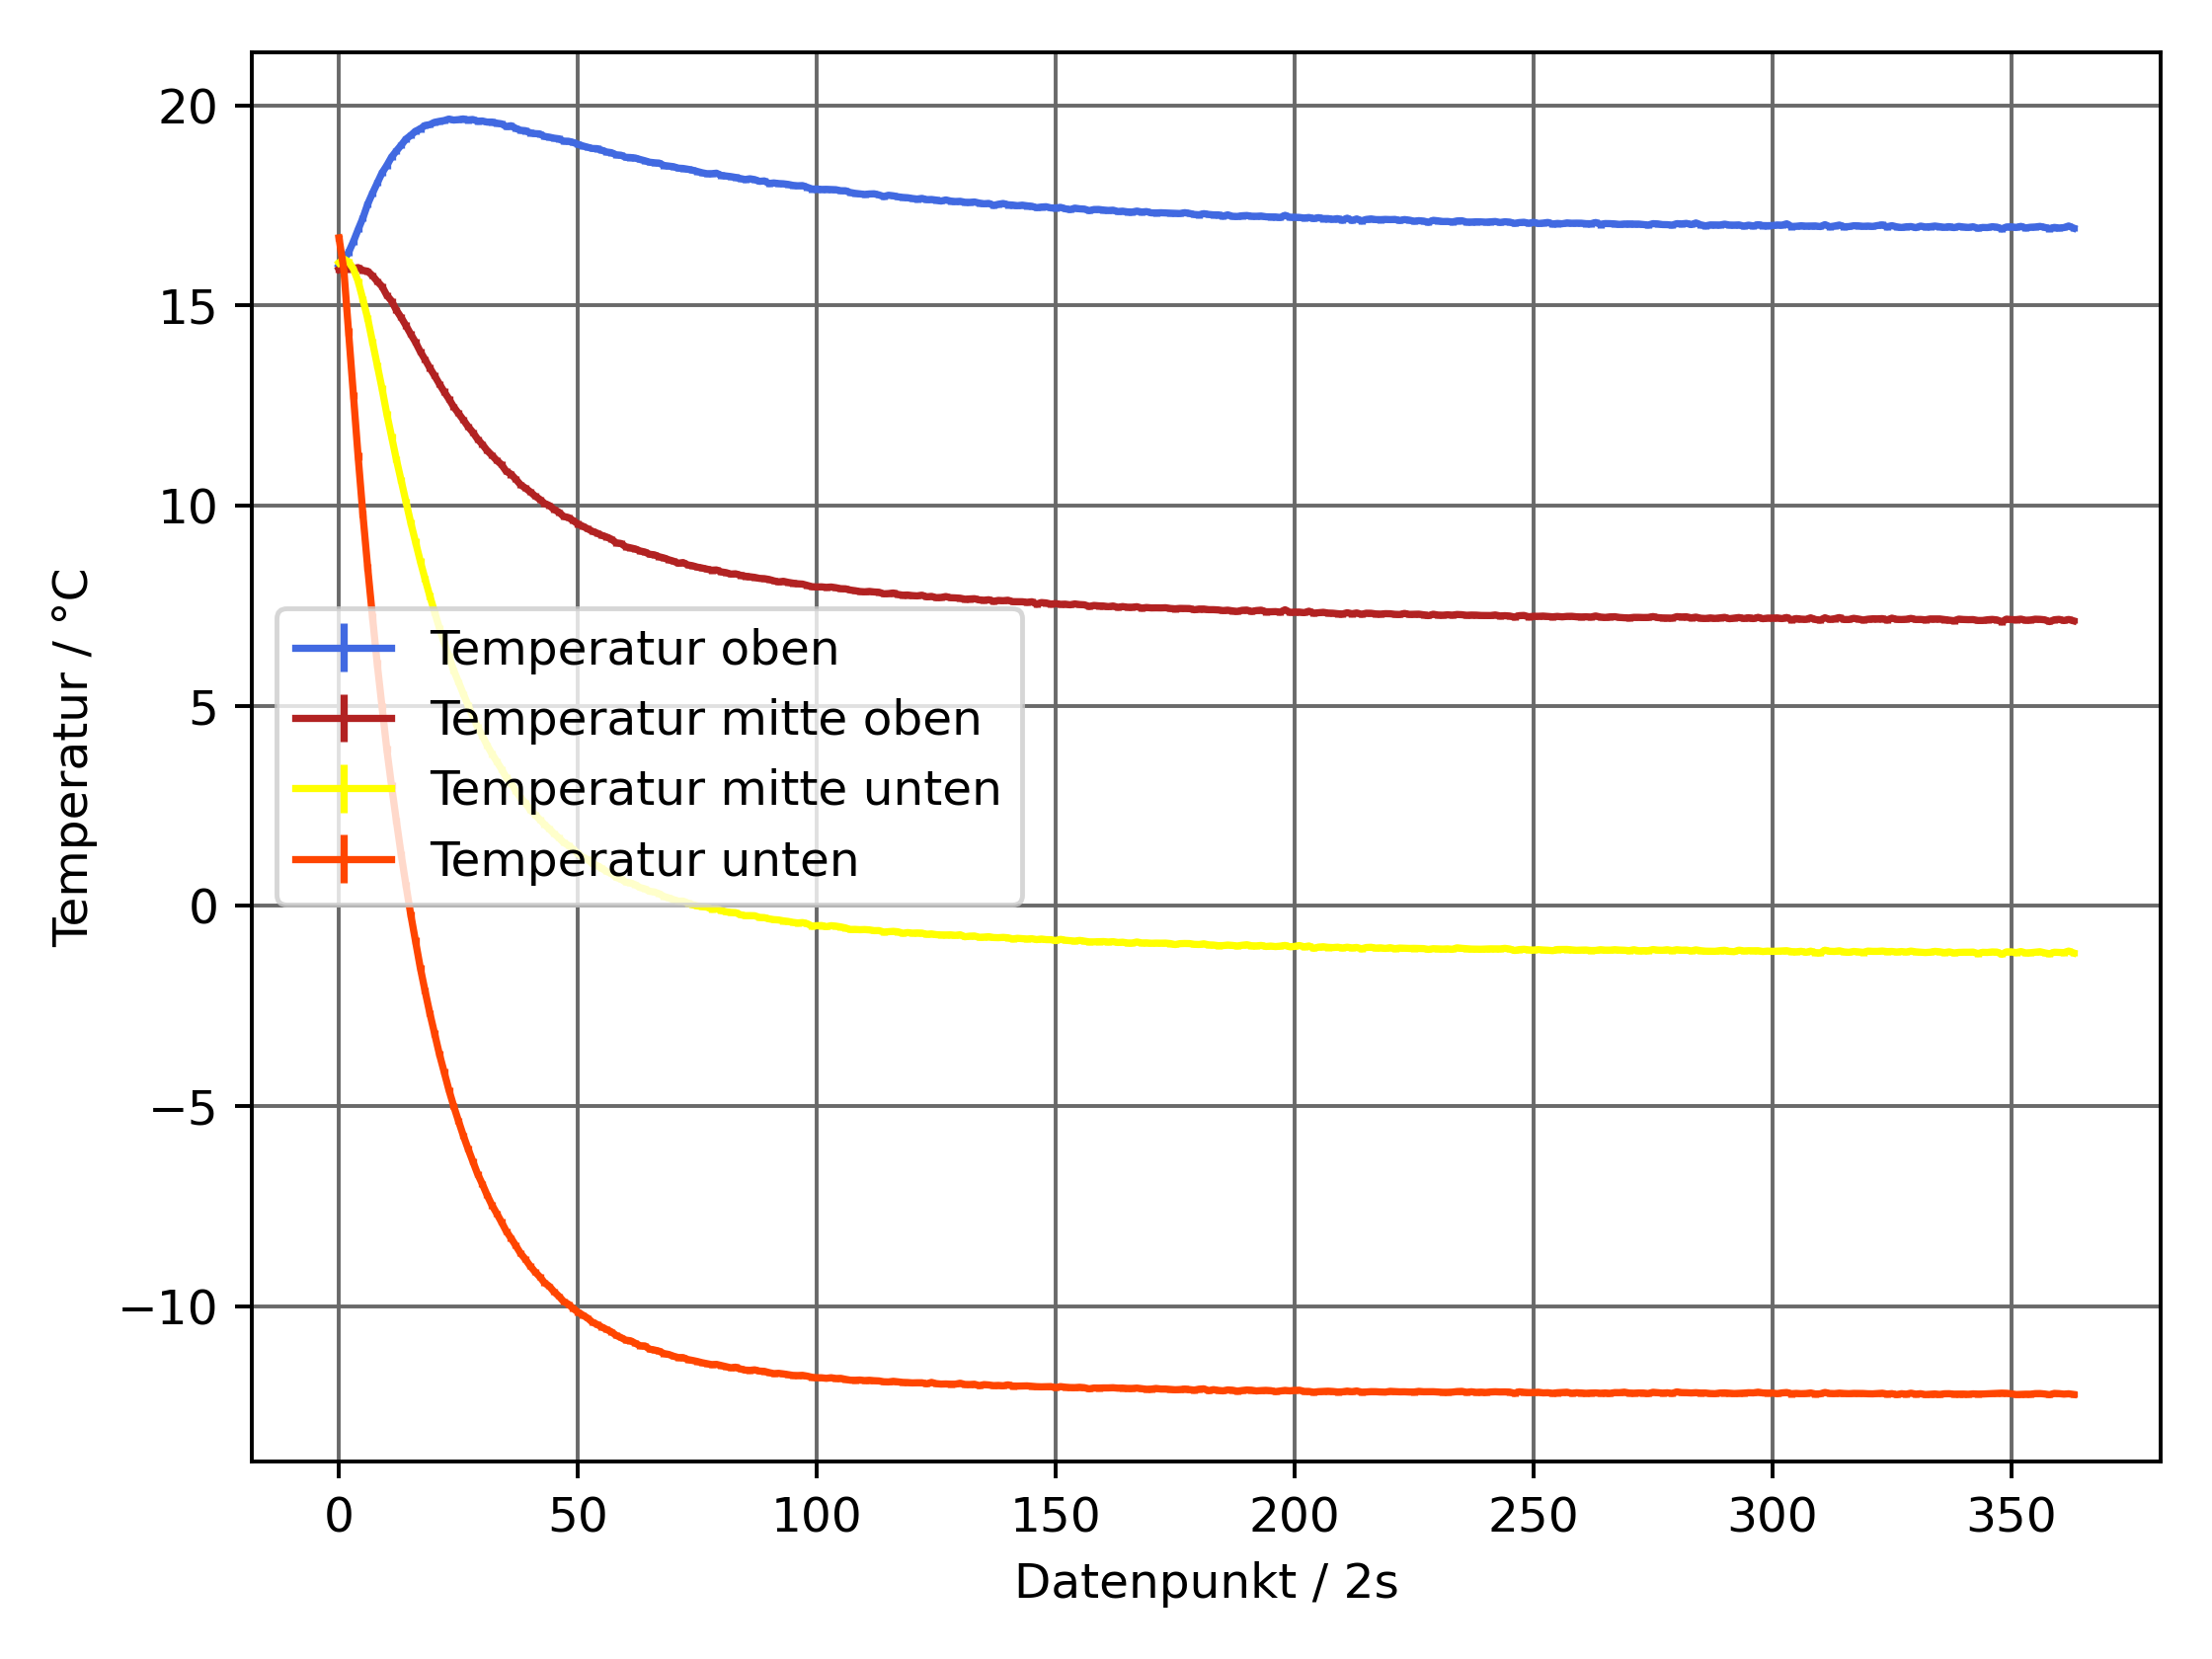 20
15
10
5
0
−5
−10
Temperatur / °C
Temperatur oben
Temperatur mitte oben
Temperatur mitte unten
Temperatur unten
0 50 100 150 200 250 300 350
Datenpunkt / 2s